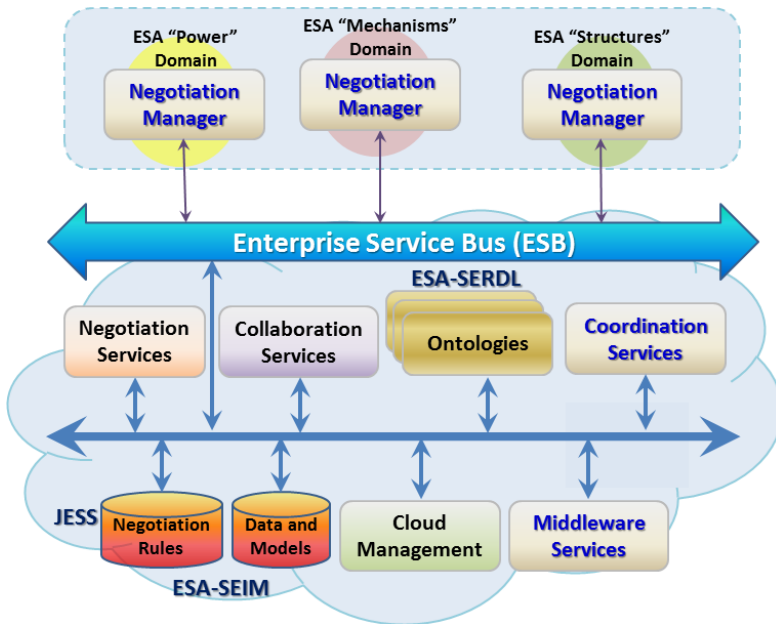 ESA “Power”
Domain
Negotiation
Manager
ESA “Mechanisms”
Domain
Negotiation
Manager
ESA “Structures”
Domain
Negotiation
Manager
Enterprise Service Bus (ESB)
ESA-SERDL
Negotiation
Services
Collaboration
Services
Ontologies
Coordination
Services
JESS
Negotiation
Rules
Data and
Models
Cloud
Management
Middleware
Services
ESA-SEIM